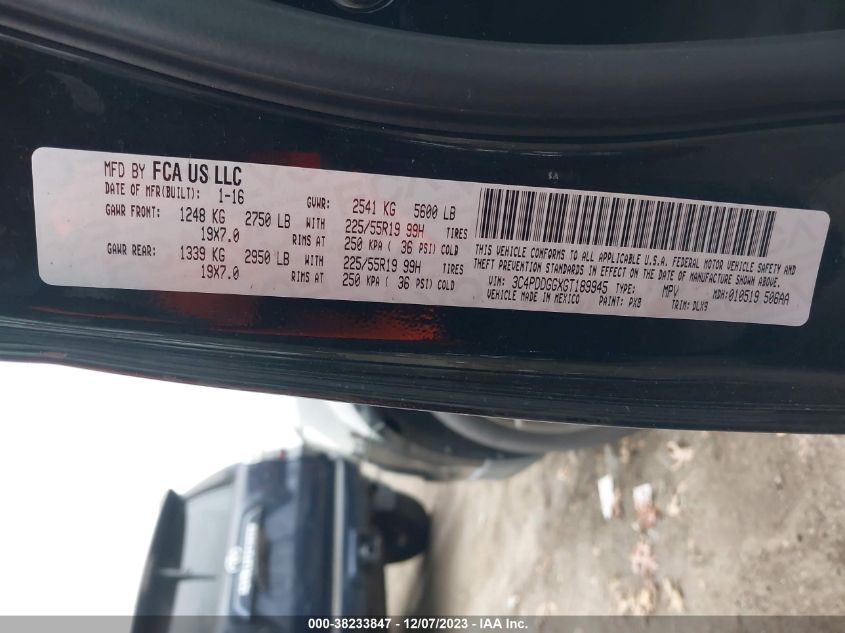 MFD BY FCA US LLC
DATE OF MFR(BUILT): 1-16 GVWR: 2541 KG 5600 LB
GAWR FRONT: 1248 KG 2750 LB WITH 225/55R19 99H TIRES
19X7.0 RIMS AT 250 KPA ( 36 PSI) COLD
GAWR REAR: 1339 KG 2950 LB WITH 225/55R19 99H TIRES
19X7.0 RIMS AT 250 KPA ( 36 PSI) COLD
THIS VEHICLE CONFORMS TO ALL APPLICABLE U.S.A. FEDERAL MOTOR VEHICLE SAFETY AND
THEFT PREVENTION STANDARDS IN EFFECT ON THE DATE OF MANUFACTURE SHOWN ABOVE.
VIN: 3C4PDDGGXGT189945 TYPE: MPV MDH:010519 506AA
VEHICLE MADE IN MEXICO PAINT: PX8 TRIM: DLX9
000-38233847 / 12/07/2023 - IAA Inc.